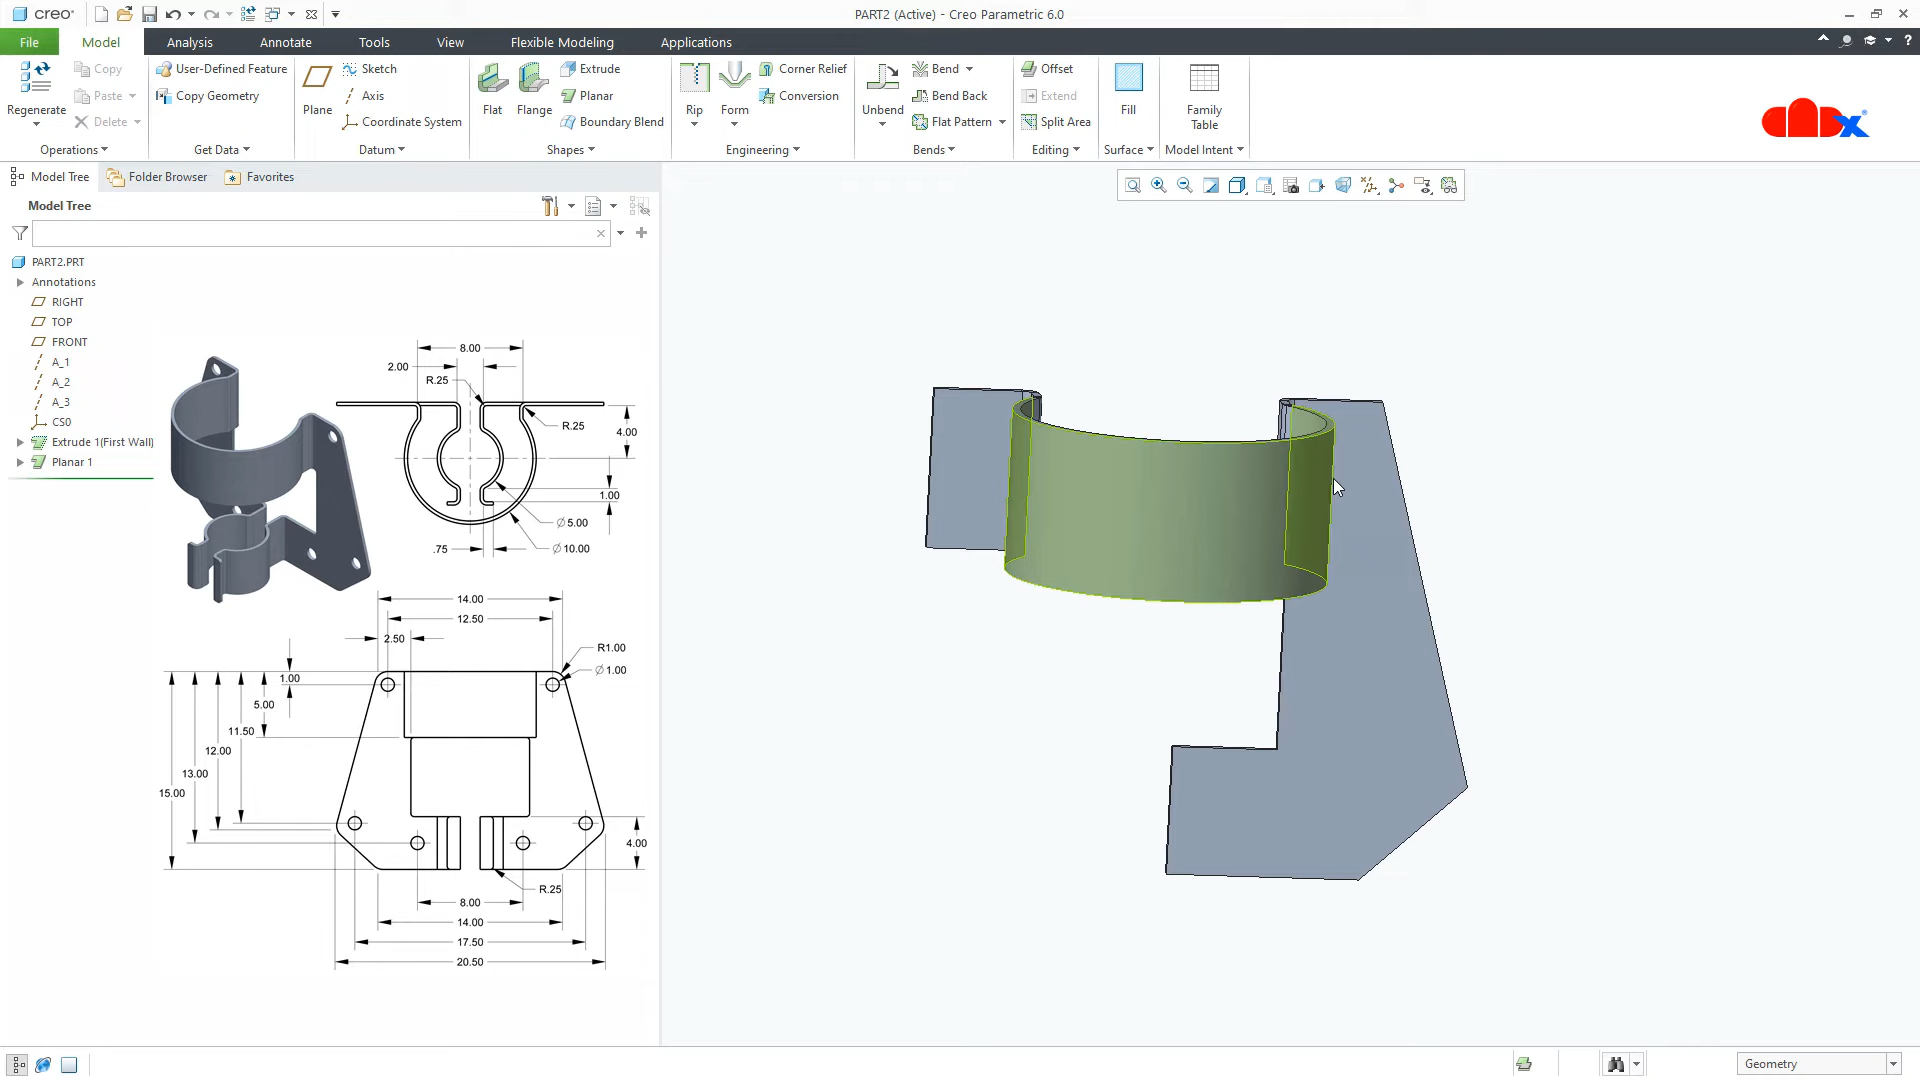 creo
PART2 (Active) - Creo Parametric 6.0
File
Model
Analysis
Annotate
Tools
View
Flexible Modeling
Applications
Regenerate
Copy
Paste
Delete
Operations
User-Defined Feature
Copy Geometry
Get Data
Plane
Sketch
Axis
Coordinate System
Datum
Flat
Flange
Extrude
Planar
Boundary Blend
Shapes
Rip
Form
Corner Relief
Conversion
Engineering
Unbend
Bend
Bend Back
Flat Pattern
Bends
Offset
Extend
Split Area
Editing
Fill
Surface
Family
Table
Model Intent
Model Tree
Folder Browser
Favorites
Model Tree
PART2.PRT
Annotations
RIGHT
TOP
FRONT
A_1
A_2
A_3
CS0
Extrude 1(First Wall)
Planar 1
8.00
2.00
R.25
R.25
4.00
1.00
∅5.00
.75
∅10.00
14.00
12.50
2.50
R1.00
∅1.00
1.00
5.00
11.50
12.00
13.00
15.00
4.00
R.25
8.00
14.00
17.50
20.50
Geometry